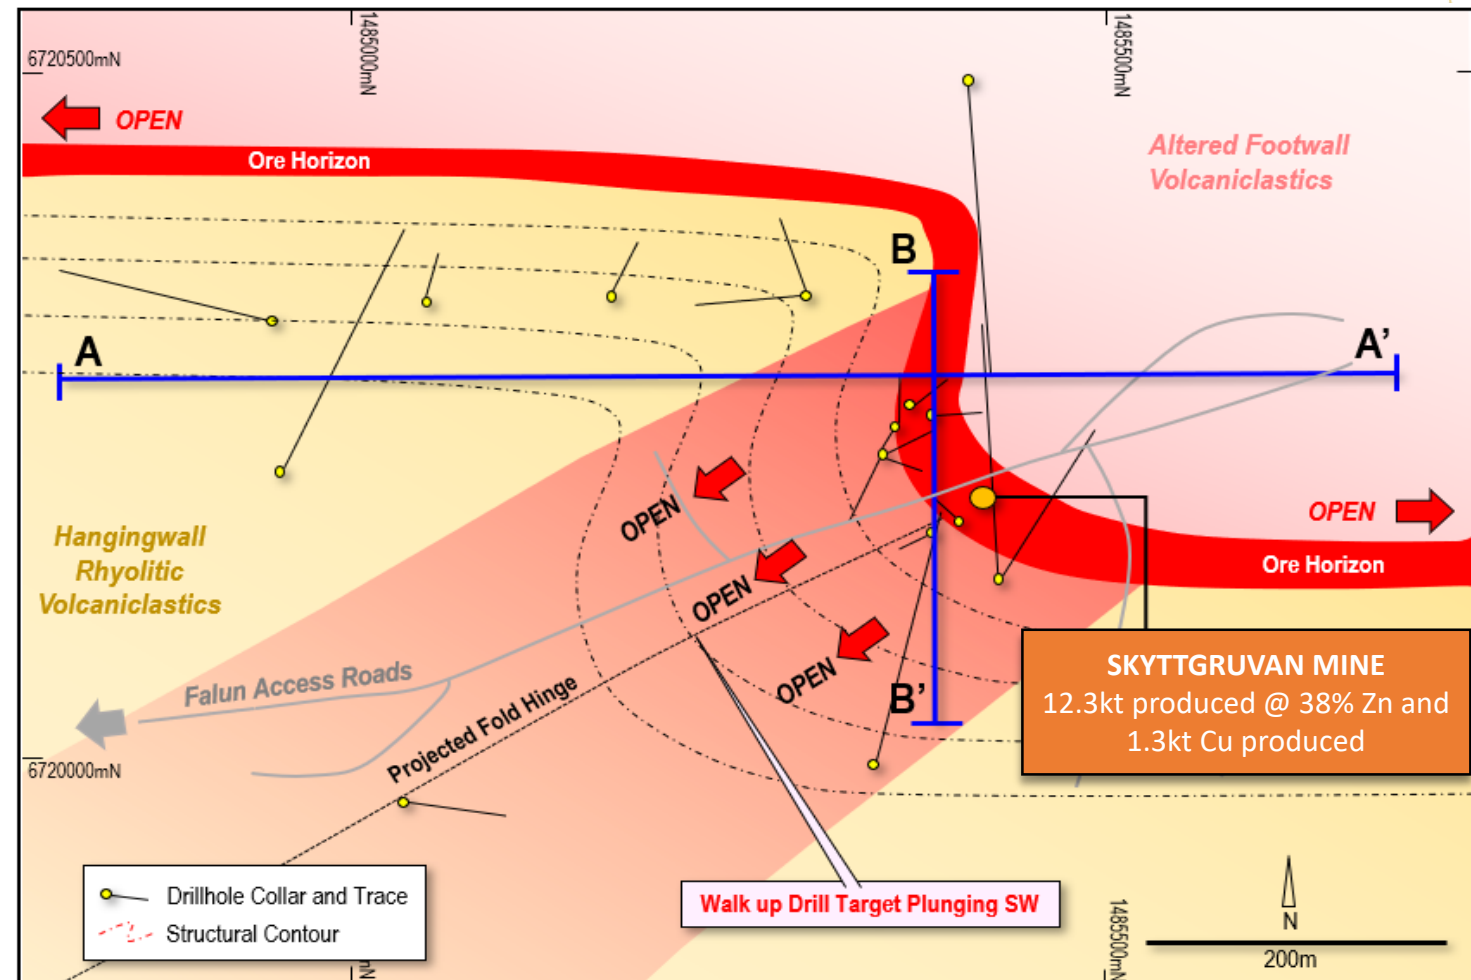 1485000mN
1485500mN
6720500mN
OPEN
Ore Horizon
Altered Footwall
Volcaniclastics
B
A
A’
OPEN
OPEN
Ore Horizon
Hangingwall
Rhyolitic
Volcaniclastics
OPEN
OPEN
B’
SKYTTGRUVAN MINE
12.3kt produced @ 38% Zn and
1.3kt Cu produced
Falun Access Roads
Projected Fold Hinge
6720000mN
Drillhole Collar and Trace
Structural Contour
Walk up Drill Target Plunging SW
1485500mN
N
200m